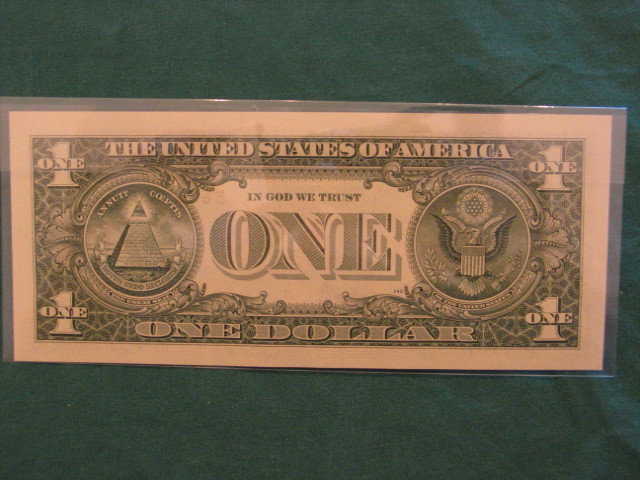 THE UNITED STATES OF AMERICA
1
ONE
1
ONE
ANNUIT COEPTIS
IN GOD WE TRUST
ONE
1
ONE
1
ONE
ONE DOLLAR